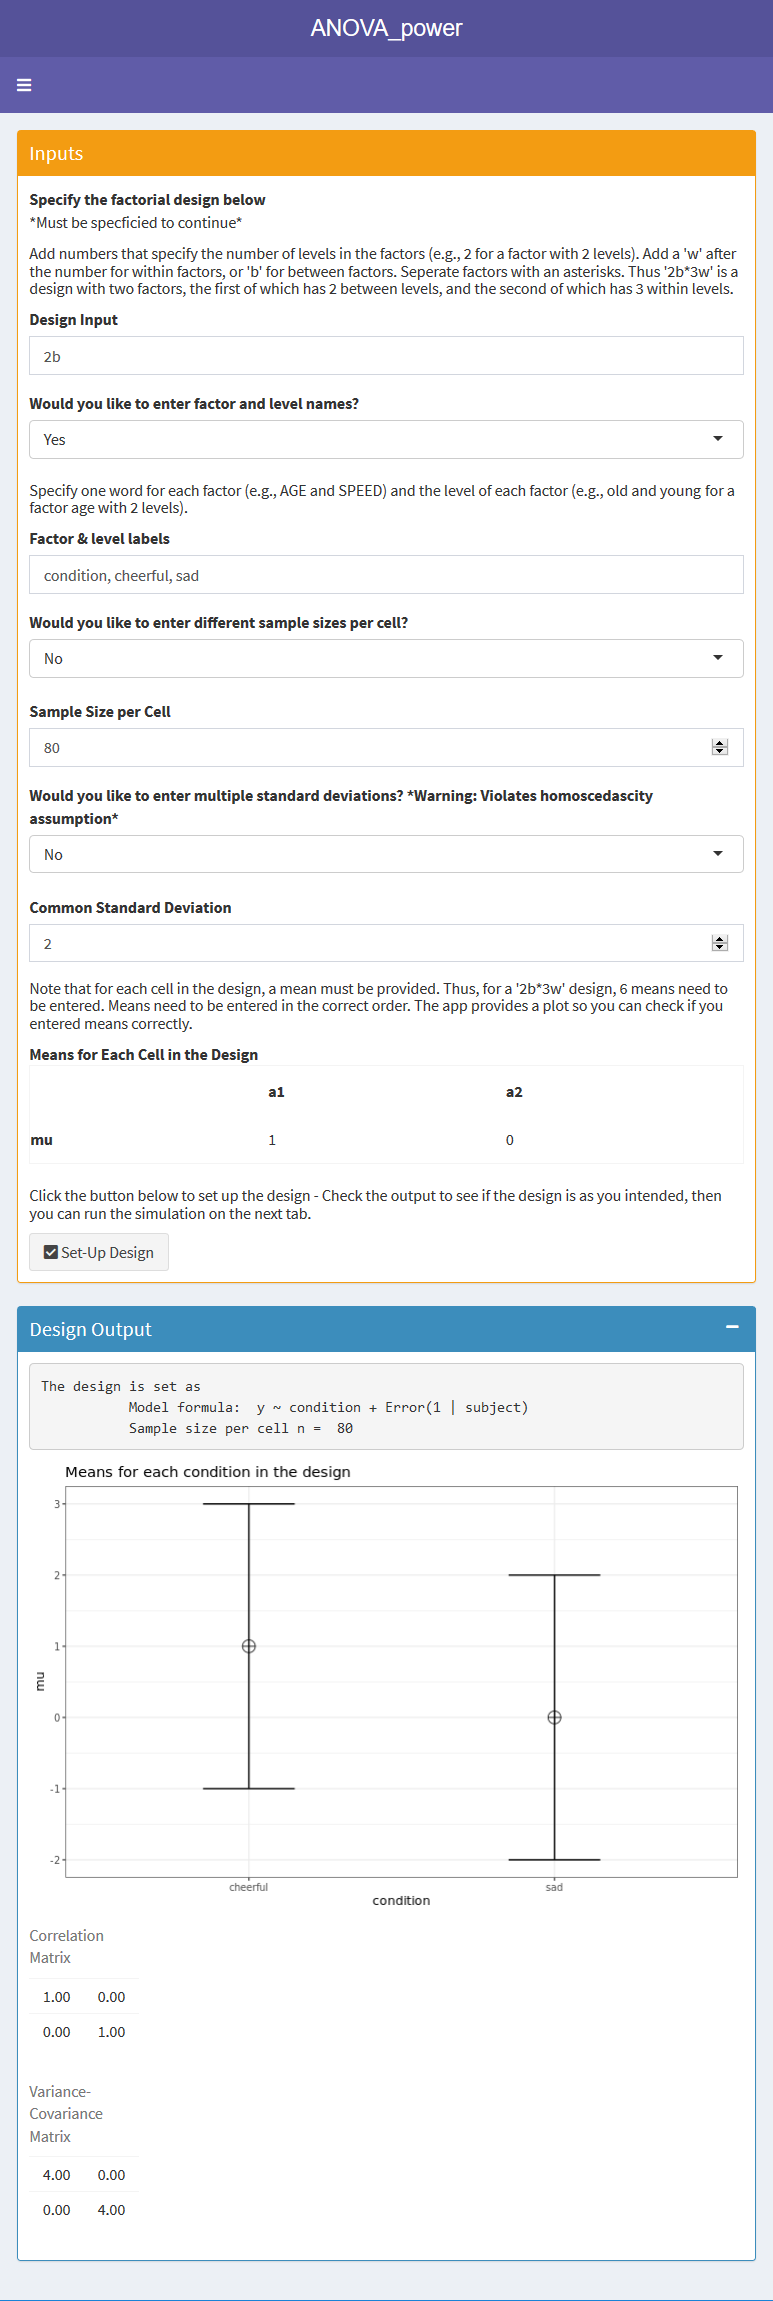 ANOVA_power
Inputs
Specify the factorial design below
*Must be specficied to continue*
Add numbers that specify the number of levels in the factors (e.g., 2 for a factor with 2 levels). Add a 'w' after
the number for within factors, or 'b' for between factors. Seperate factors with an asterisks. Thus '2b*3w' is a
design with two factors, the first of which has 2 between levels, and the second of which has 3 within levels.
Design Input
2b
Would you like to enter factor and level names?
Yes
Specify one word for each factor (e.g., AGE and SPEED) and the level of each factor (e.g., old and young for a
factor age with 2 levels).
Factor & level labels
condition, cheerful, sad
Would you like to enter different sample sizes per cell?
No
Sample Size per Cell
80
Would you like to enter multiple standard deviations? *Warning: Violates homoscedascity
assumption*
No
Common Standard Deviation
2
Note that for each cell in the design, a mean must be provided. Thus, for a '2b*3w' design, 6 means need to
be entered. Means need to be entered in the correct order. The app provides a plot so you can check if you
entered means correctly.
Means for Each Cell in the Design
a1 a2
mu 1 0
Click the button below to set up the design - Check the output to see if the design is as you intended, then
you can run the simulation on the next tab.
Set-Up Design
Design Output
The design is set as
Model formula: y ~ condition + Error(1 | subject)
Sample size per cell n = 80
Means for each condition in the design
3
2
1
0
-1
-2
mu
cheerful sad
condition
Correlation
Matrix
1.00 0.00
0.00 1.00
Variance-
Covariance
Matrix
4.00 0.00
0.00 4.00